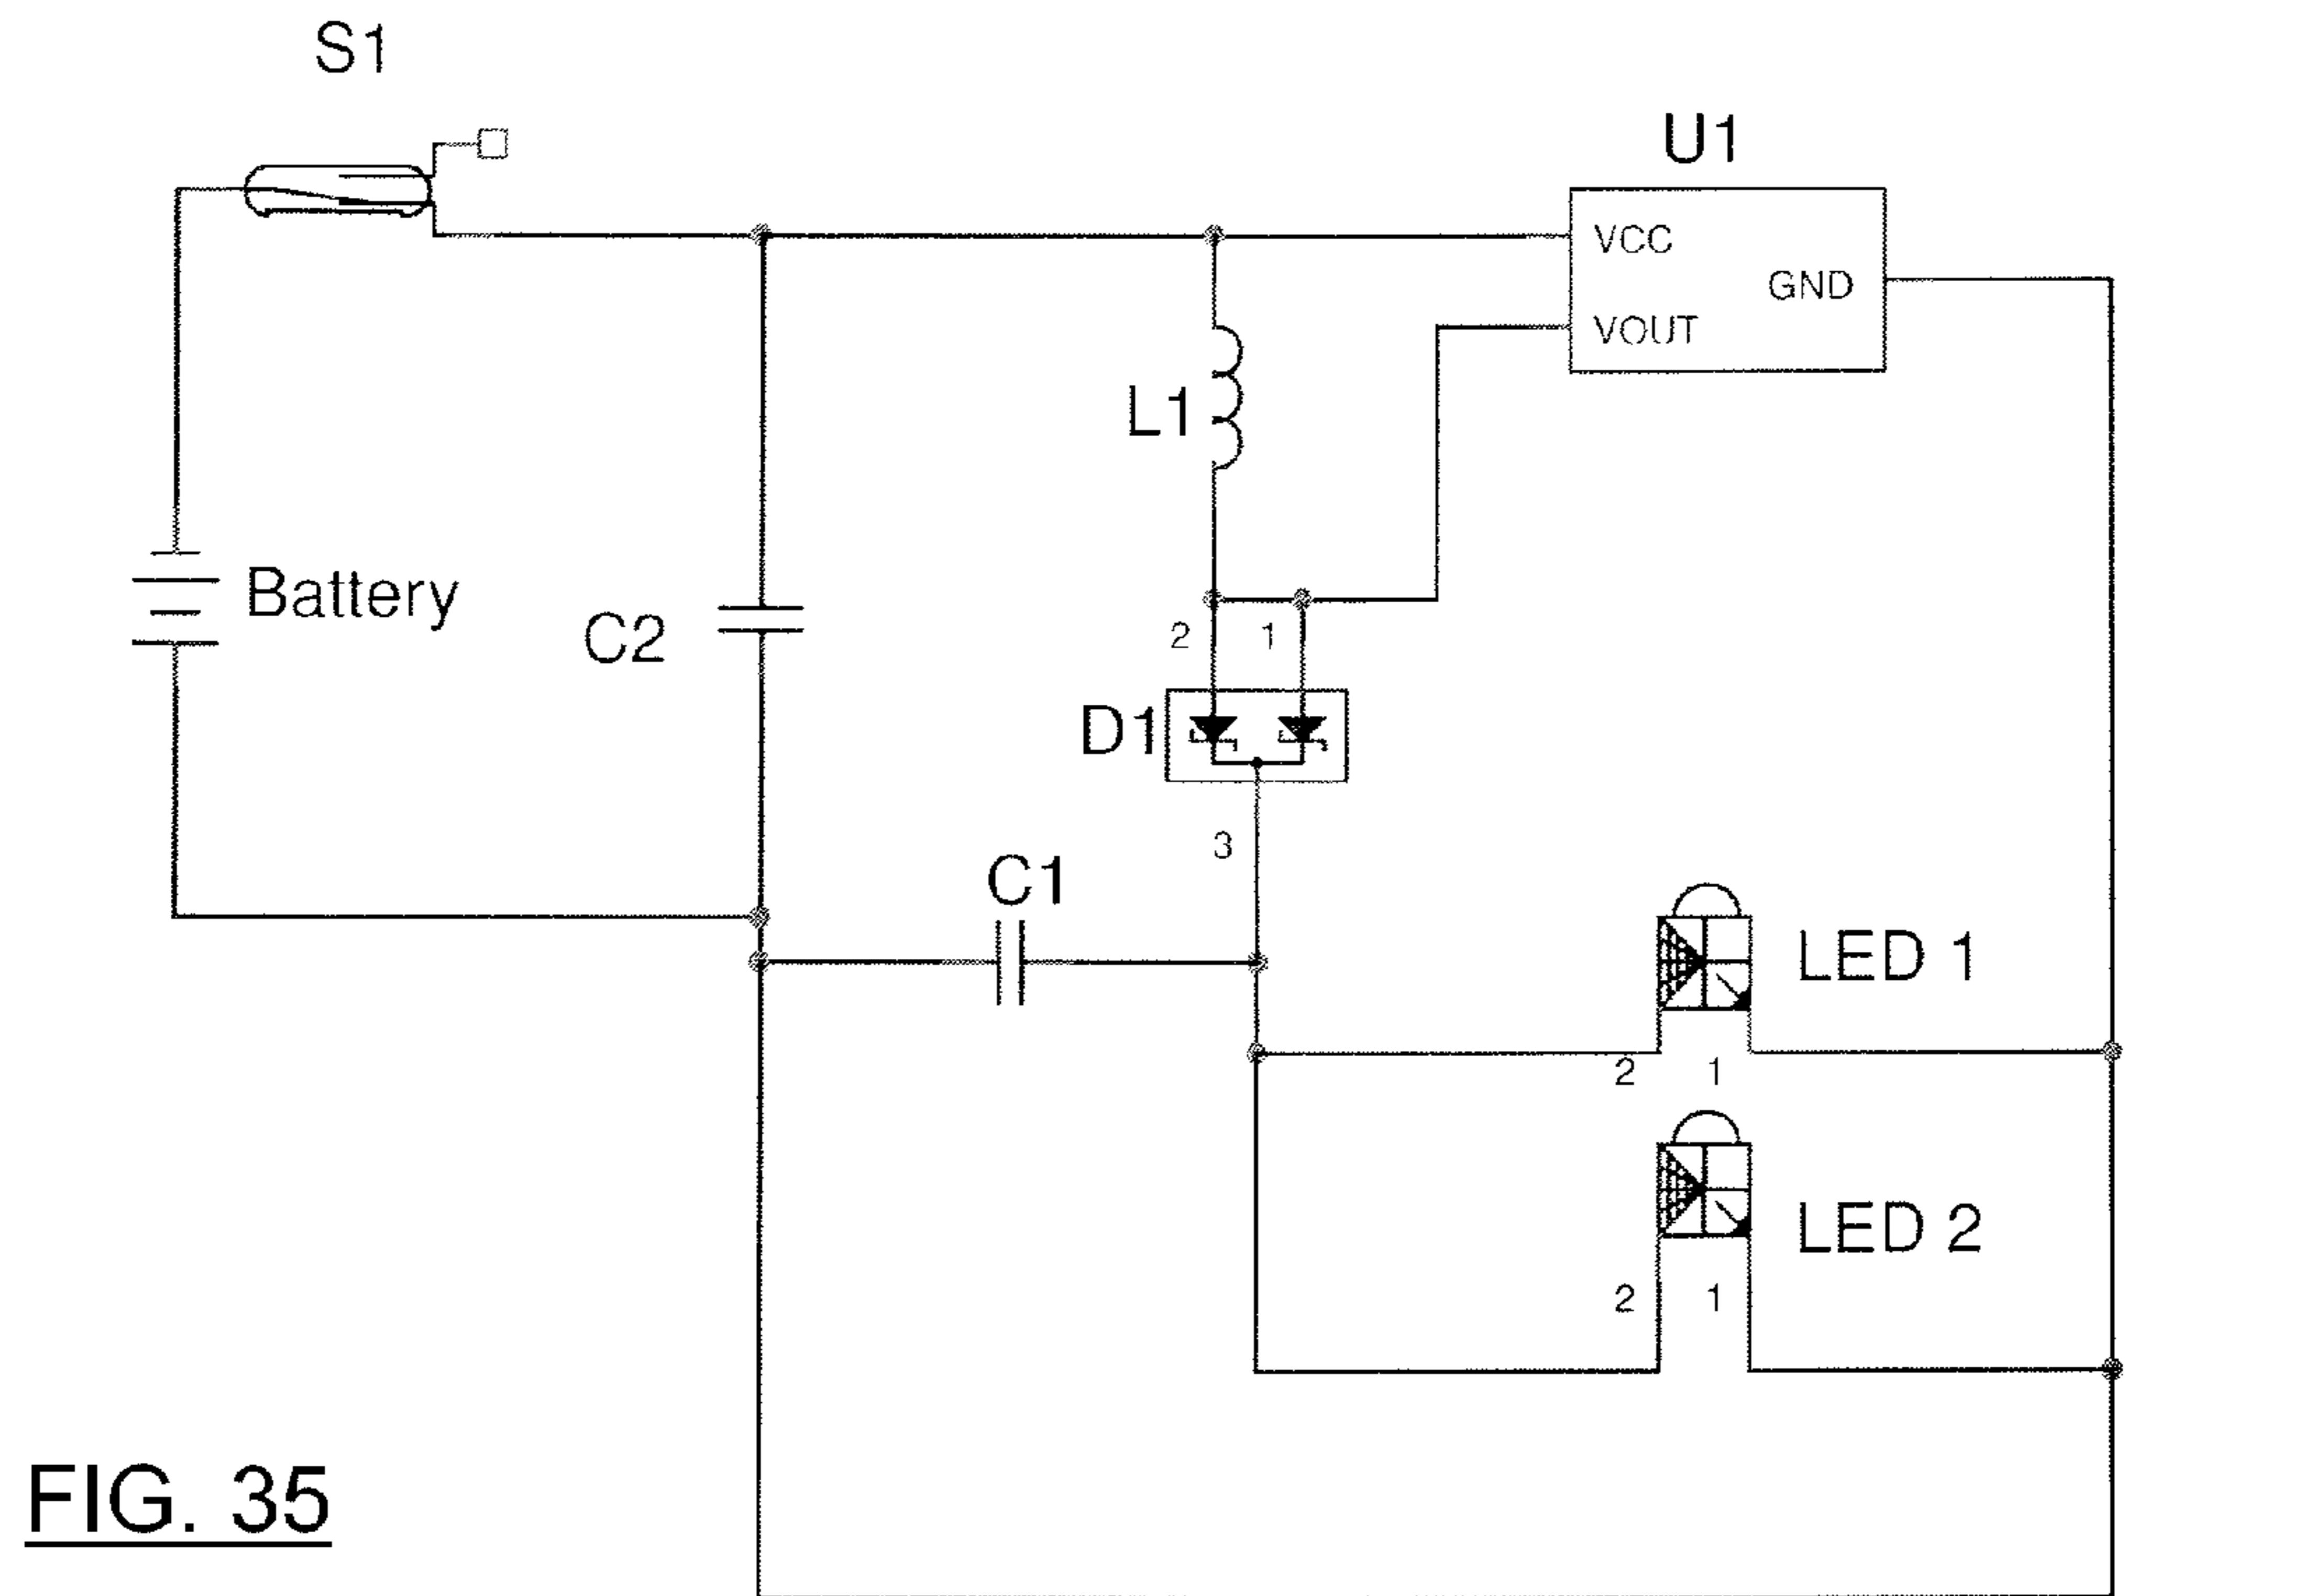 S1
U1
VCC
GND
VOUT
L1
Battery
C2
2 1
D1
3
C1
LED 1
2 1
LED 2
2 1
FIG. 35